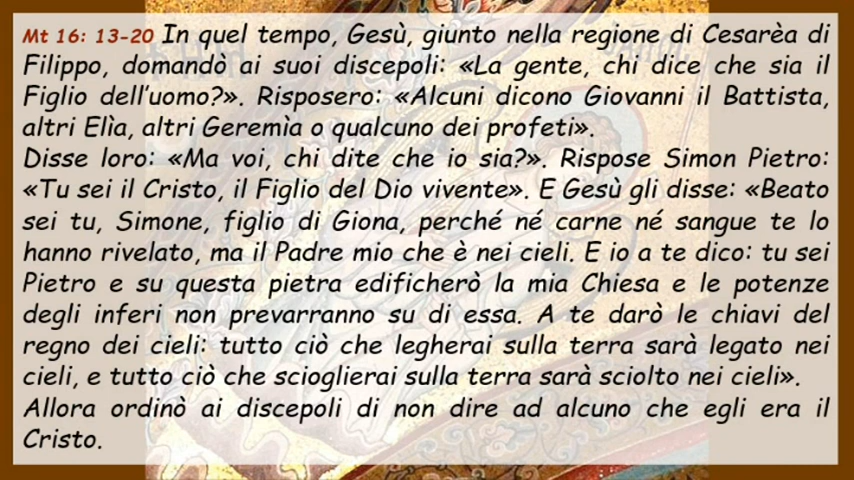 Mt 16: 13-20 In quel tempo, Gesù, giunto nella regione di Cesarèa di
Filippo, domandò ai suoi discepoli: «La gente, chi dice che sia il
Figlio dell'uomo?». Risposero: «Alcuni dicono Giovanni il Battista,
altri Elìa, altri Geremìa o qualcuno dei profeti».
Disse loro: «Ma voi, chi dite che io sia?». Rispose Simon Pietro:
«Tu sei il Cristo, il Figlio del Dio vivente». E Gesù gli disse: «Beato
sei tu, Simone, figlio di Giona, perché né carne né sangue te lo
hanno rivelato, ma il Padre mio che è nei cieli. E io a te dico: tu sei
Pietro e su questa pietra edificherò la mia Chiesa e le potenze
degli inferi non prevarranno su di essa. A te darò le chiavi del
regno dei cieli: tutto ciò che legherai sulla terra sarà legato nei
cieli, e tutto ciò che scioglierai sulla terra sarà sciolto nei cieli».
Allora ordinò ai discepoli di non dire ad alcuno che egli era il
Cristo.